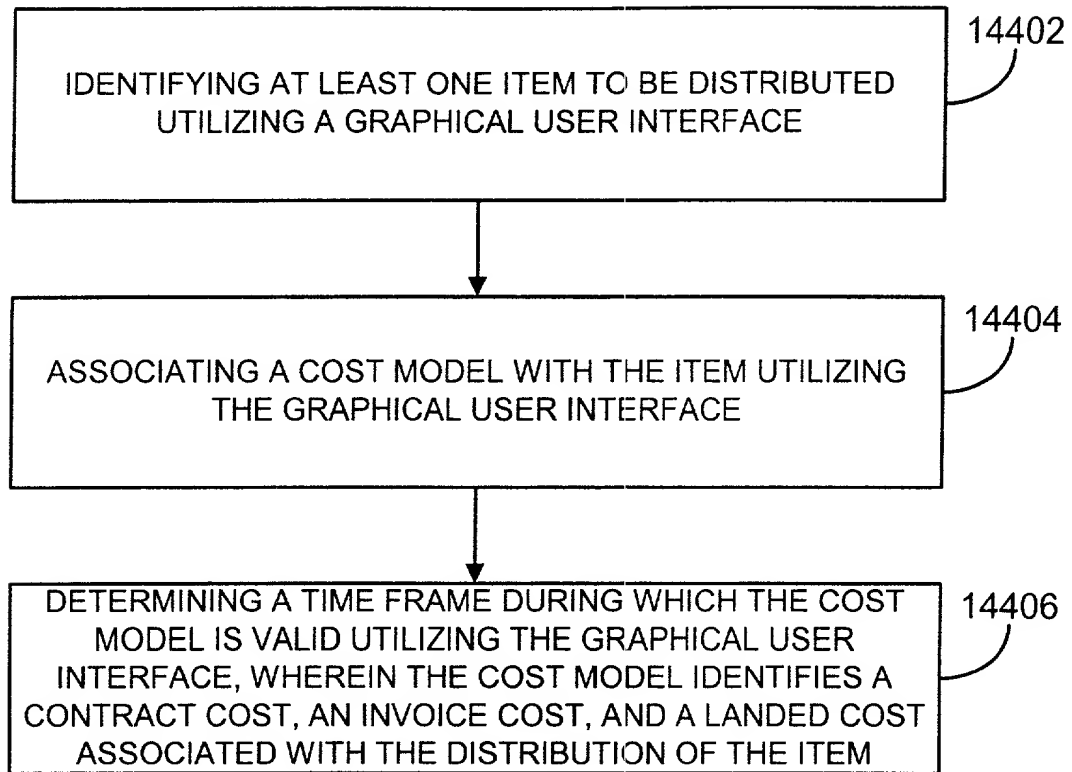 14402
IDENTIFYING AT LEAST ONE ITEM TO BE DISTRIBUTED
UTILIZING A GRAPHICAL USER INTERFACE
14404
ASSOCIATING A COST MODEL WITH THE ITEM UTILIZING
THE GRAPHICAL USER INTERFACE
14406
DETERMINING A TIME FRAME DURING WHICH THE COST
MODEL IS VALID UTILIZING THE GRAPHICAL USER
INTERFACE, WHEREIN THE COST MODEL IDENTIFIES A
CONTRACT COST, AN INVOICE COST, AND A LANDED COST
ASSOCIATED WITH THE DISTRIBUTION OF THE ITEM